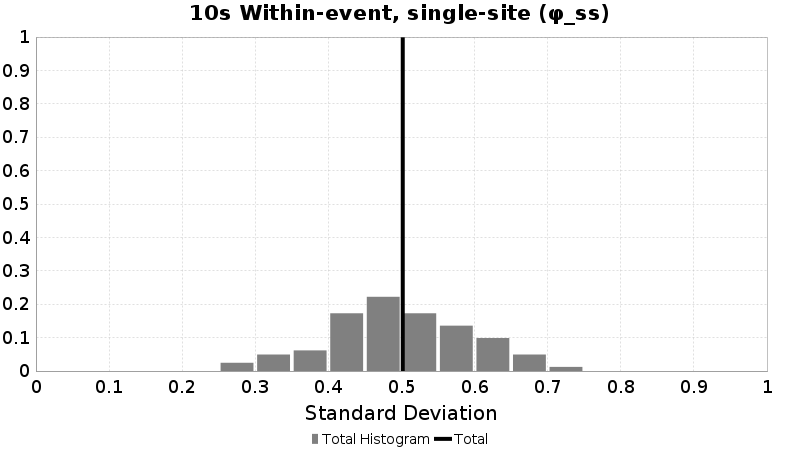 10s Within-event, single-site (φ_ss)
1
0.9
0.8
0.7
0.6
0.5
0.4
0.3
0.2
0.1
0
0 0.1 0.2 0.3 0.4 0.5 0.6 0.7 0.8 0.9 1
Standard Deviation
Total Histogram Total